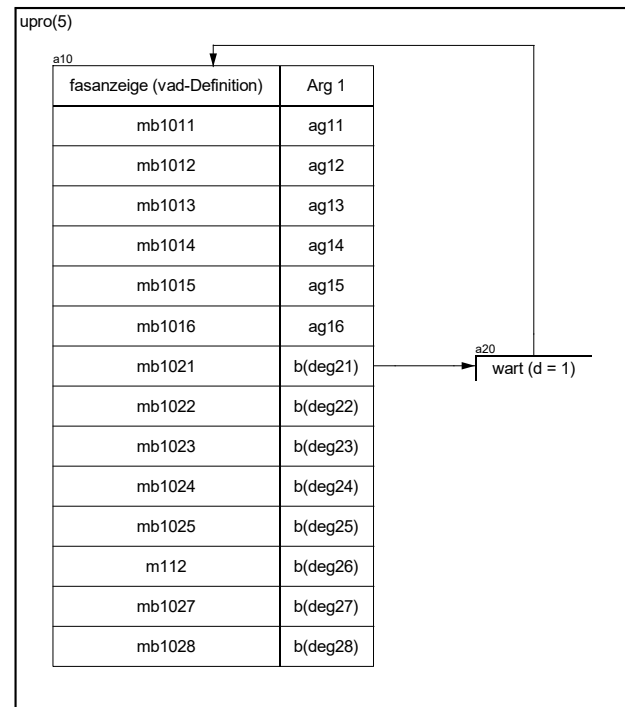 upro(5)
a10
fasanzeige (vad-Definition) Arg 1
mb1011 ag11
mb1012 ag12
mb1013 ag13
mb1014 ag14
mb1015 ag15
mb1016 ag16
mb1021 b(deg21)
a20
wart (d = 1)
mb1022 b(deg22)
mb1023 b(deg23)
mb1024 b(deg24)
mb1025 b(deg25)
m112 b(deg26)
mb1027 b(deg27)
mb1028 b(deg28)